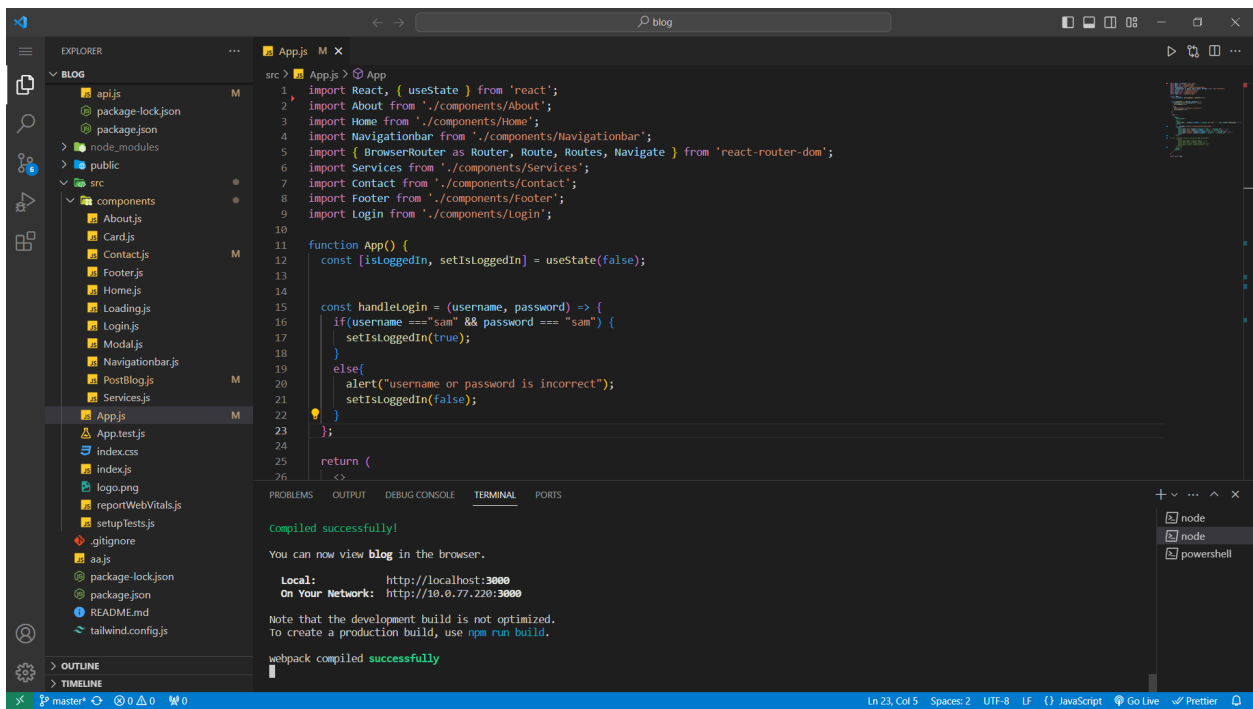 blog
EXPLORER
BLOG
api.js M
package-lock.json
package.json
node_modules
public
src
components
About.js
Card.js
Contact.js M
Footer.js
Home.js
Loading.js
Login.js
Modal.js
Navigationbar.js
PostBlog.js M
Services.js
App.js M
App.test.js
index.css
index.js
logo.png
reportWebVitals.js
setupTests.js
.gitignore
aa.js
package-lock.json
package.json
README.md
tailwind.config.js
OUTLINE
TIMELINE
App.js M
src > App.js > App
1 import React, { useState } from 'react';
2 import About from './components/About';
3 import Home from './components/Home';
4 import Navigationbar from './components/Navigationbar';
5 import { BrowserRouter as Router, Route, Routes, Navigate } from 'react-router-dom';
6 import Services from './components/Services';
7 import Contact from './components/Contact';
8 import Footer from './components/Footer';
9 import Login from './components/Login';
10
11 function App() {
12 const [isLoggedIn, setIsLoggedIn] = useState(false);
13
14
15 const handleLogin = (username, password) => {
16 if(username ==="sam" && password === "sam") {
17 setIsLoggedIn(true);
18 }
19 else{
20 alert("username or password is incorrect");
21 setIsLoggedIn(false);
22 }
23 };
24
25 return (
26 <>
PROBLEMS OUTPUT DEBUG CONSOLE TERMINAL PORTS
Compiled successfully!
You can now view blog in the browser.
Local: http://localhost:3000
On Your Network: http://10.0.77.220:3000
Note that the development build is not optimized.
To create a production build, use npm run build.
webpack compiled successfully
node
node
powershell
6
master* 0 0 0 Ln 23, Col 5 Spaces: 2 UTF-8 LF {} JavaScript Go Live Prettier